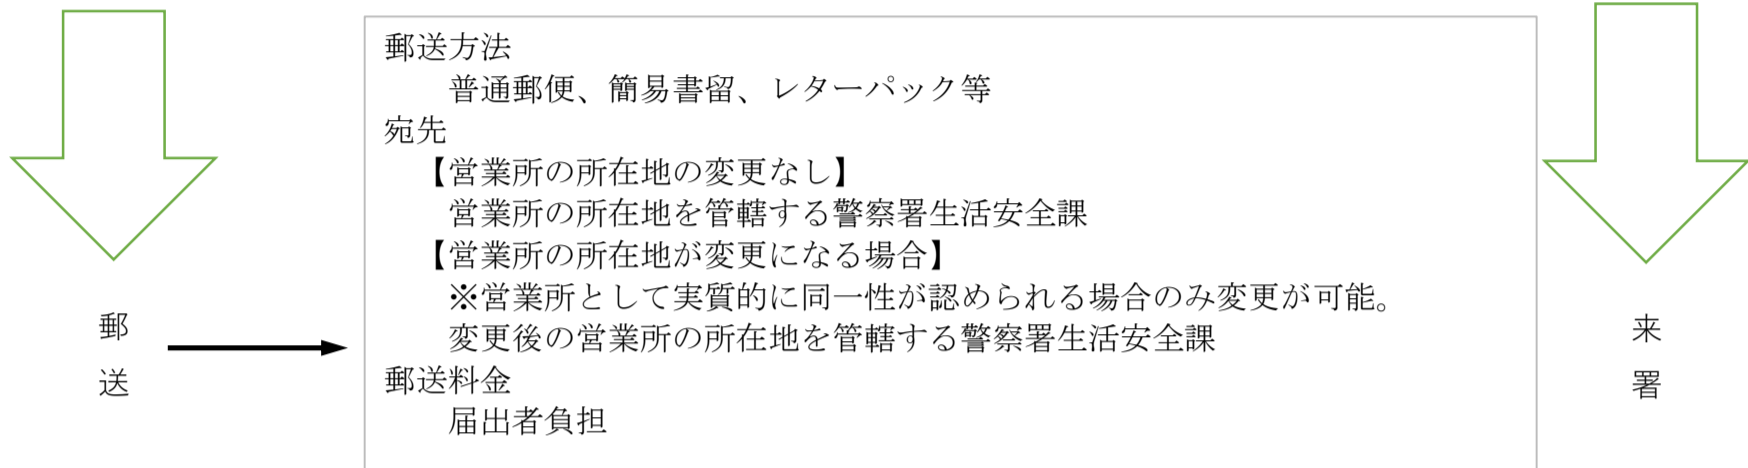 郵送方法
普通郵便、簡易書留、レターパック等
宛先
【営業所の所在地の変更なし】
営業所の所在地を管轄する警察署生活安全課
【営業所の所在地が変更になる場合】
※営業所として実質的に同一性が認められる場合のみ変更が可能。
変更後の営業所の所在地を管轄する警察署生活安全課
郵送料金
届出者負担
郵送
来署